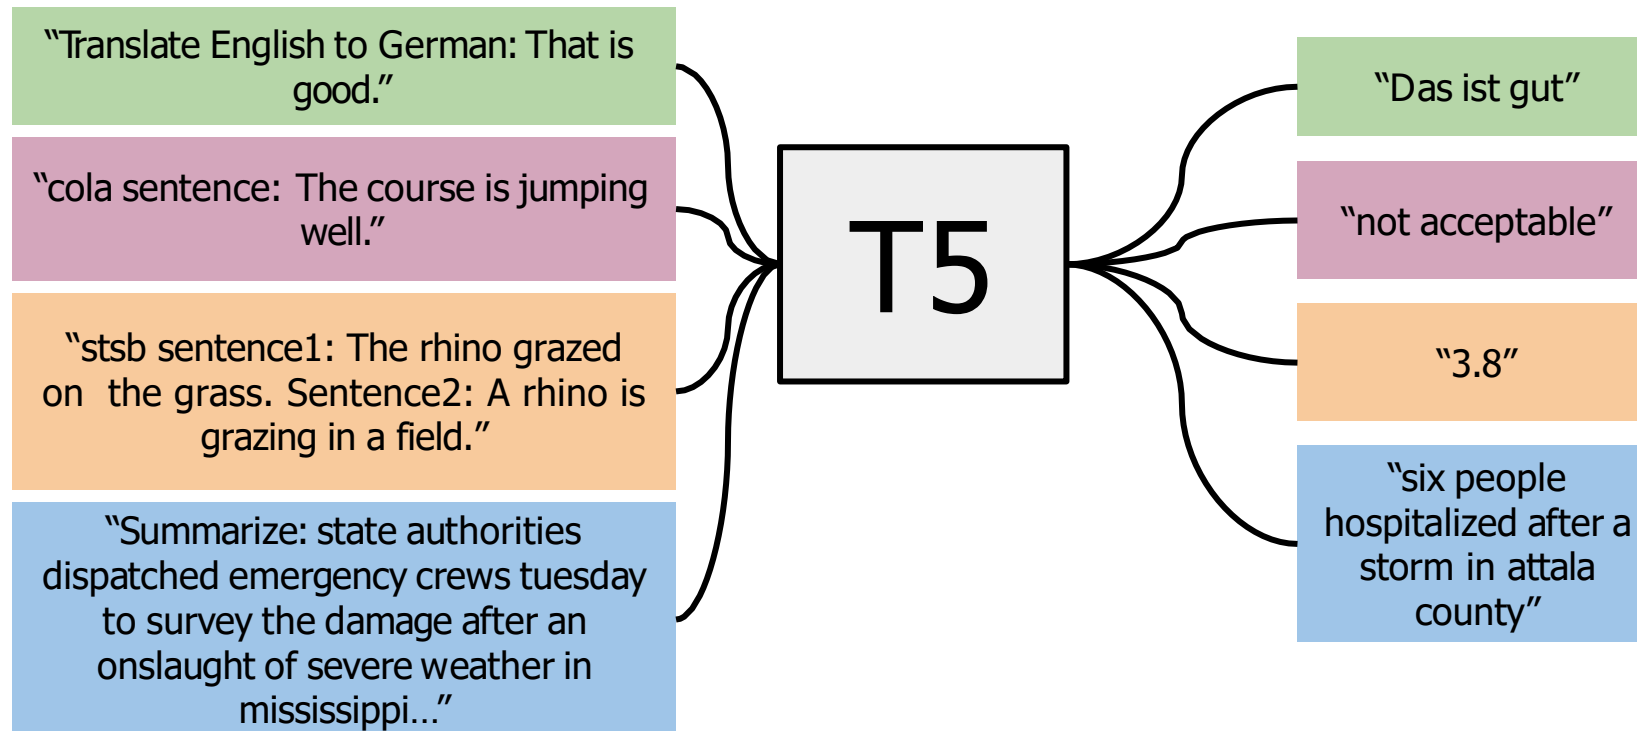 “Translate English to German: That is
good.”
“cola sentence: The course is jumping
well.”
“stsb sentence1: The rhino grazed
on the grass. Sentence2: A rhino is
grazing in a field.”
“Summarize: state authorities
dispatched emergency crews tuesday
to survey the damage after an
onslaught of severe weather in
mississippi…”
T5
“Das ist gut”
“not acceptable”
“3.8”
“six people
hospitalized after a
storm in attala
county”